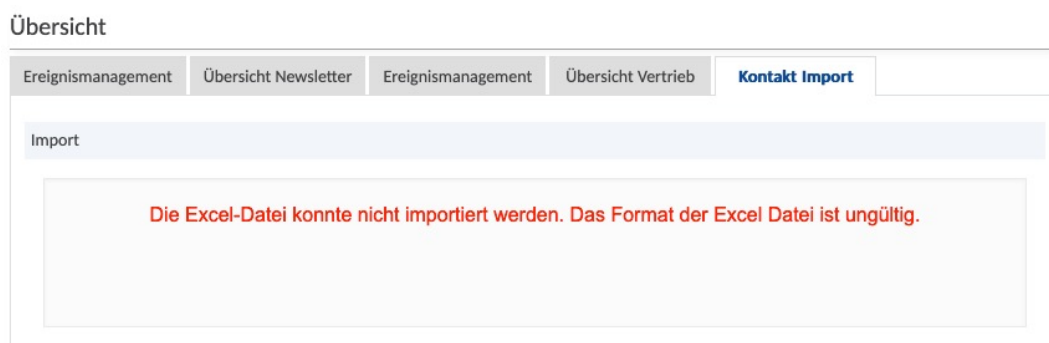 Übersicht
Ereignismanagement Übersicht Newsletter Ereignismanagement Übersicht Vertrieb Kontakt Import
Import
Die Excel-Datei konnte nicht importiert werden. Das Format der Excel Datei ist ungültig.